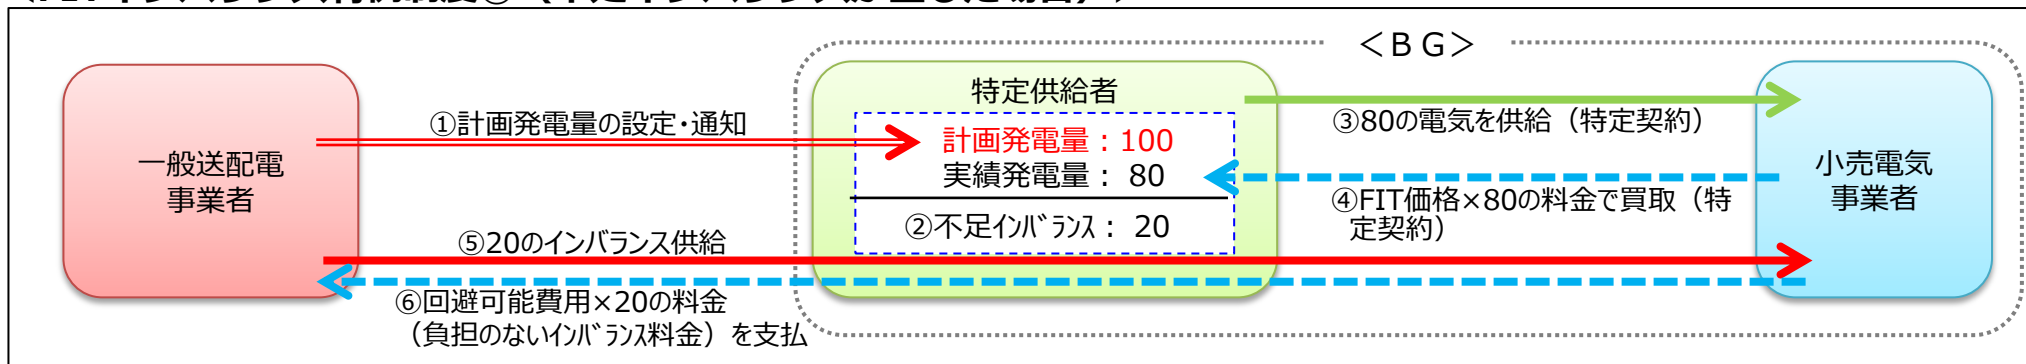 ＜BG＞
一般送配電
事業者
①計画発電量の設定・通知
特定供給者
計画発電量：100
実績発電量： 80
②不足インバランス： 20
③80の電気を供給（特定契約）
④FIT価格×80の料金で買取（特
定契約）
小売電気
事業者
⑤20のインバランス供給
⑥回避可能費用×20の料金
（負担のないインバランス料金）を支払